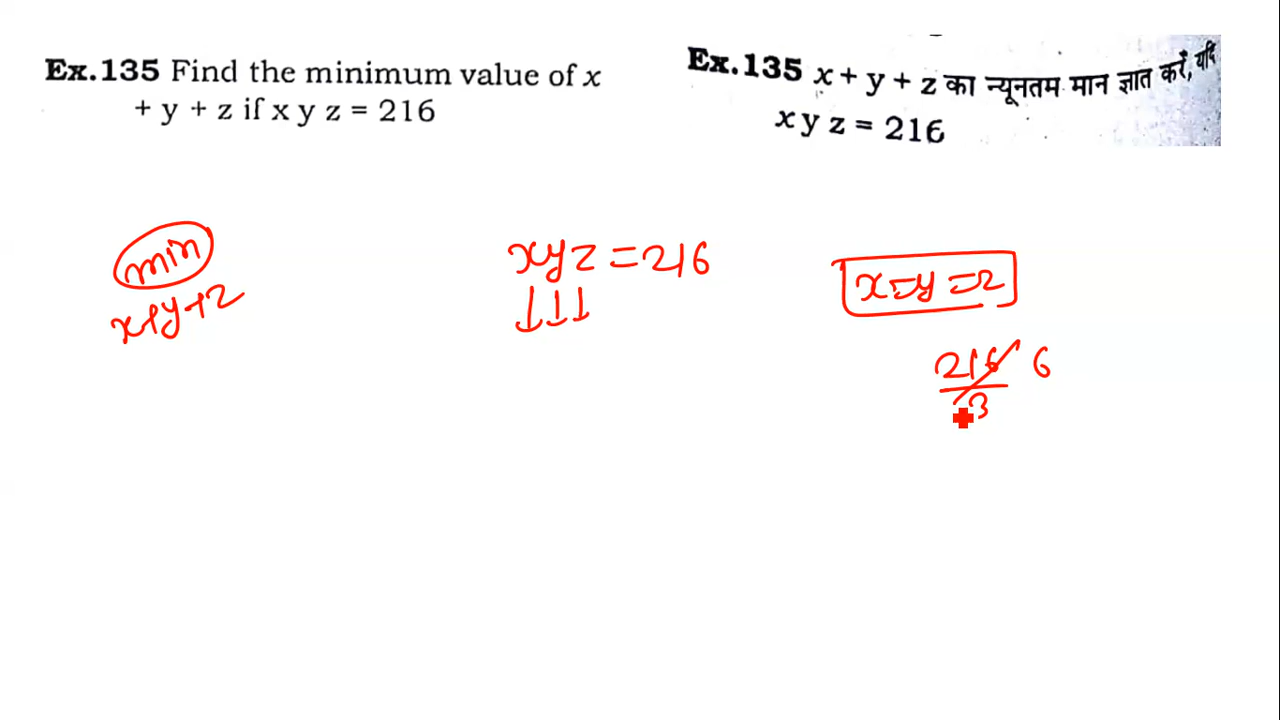 Ex.135 Find the minimum value of x
+ y + z if x y z = 216
Ex.135 x + y + z का न्यूनतम मान ज्ञात करें, यदि
x y z = 216
min
x+y+z
xyz = 216
↓↓↓
x=y=z
216 6
3